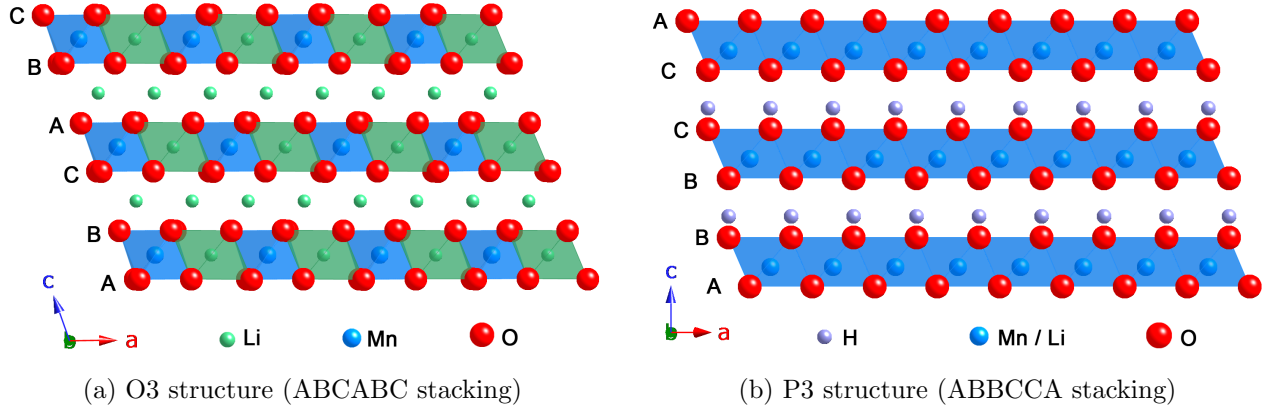 C
B
A
C
B
A
c
b
a
Li
Mn
O
(a) O3 structure (ABCABC stacking)
A
C
C
B
B
A
c
b
a
H
Mn / Li
O
(b) P3 structure (ABBCCA stacking)